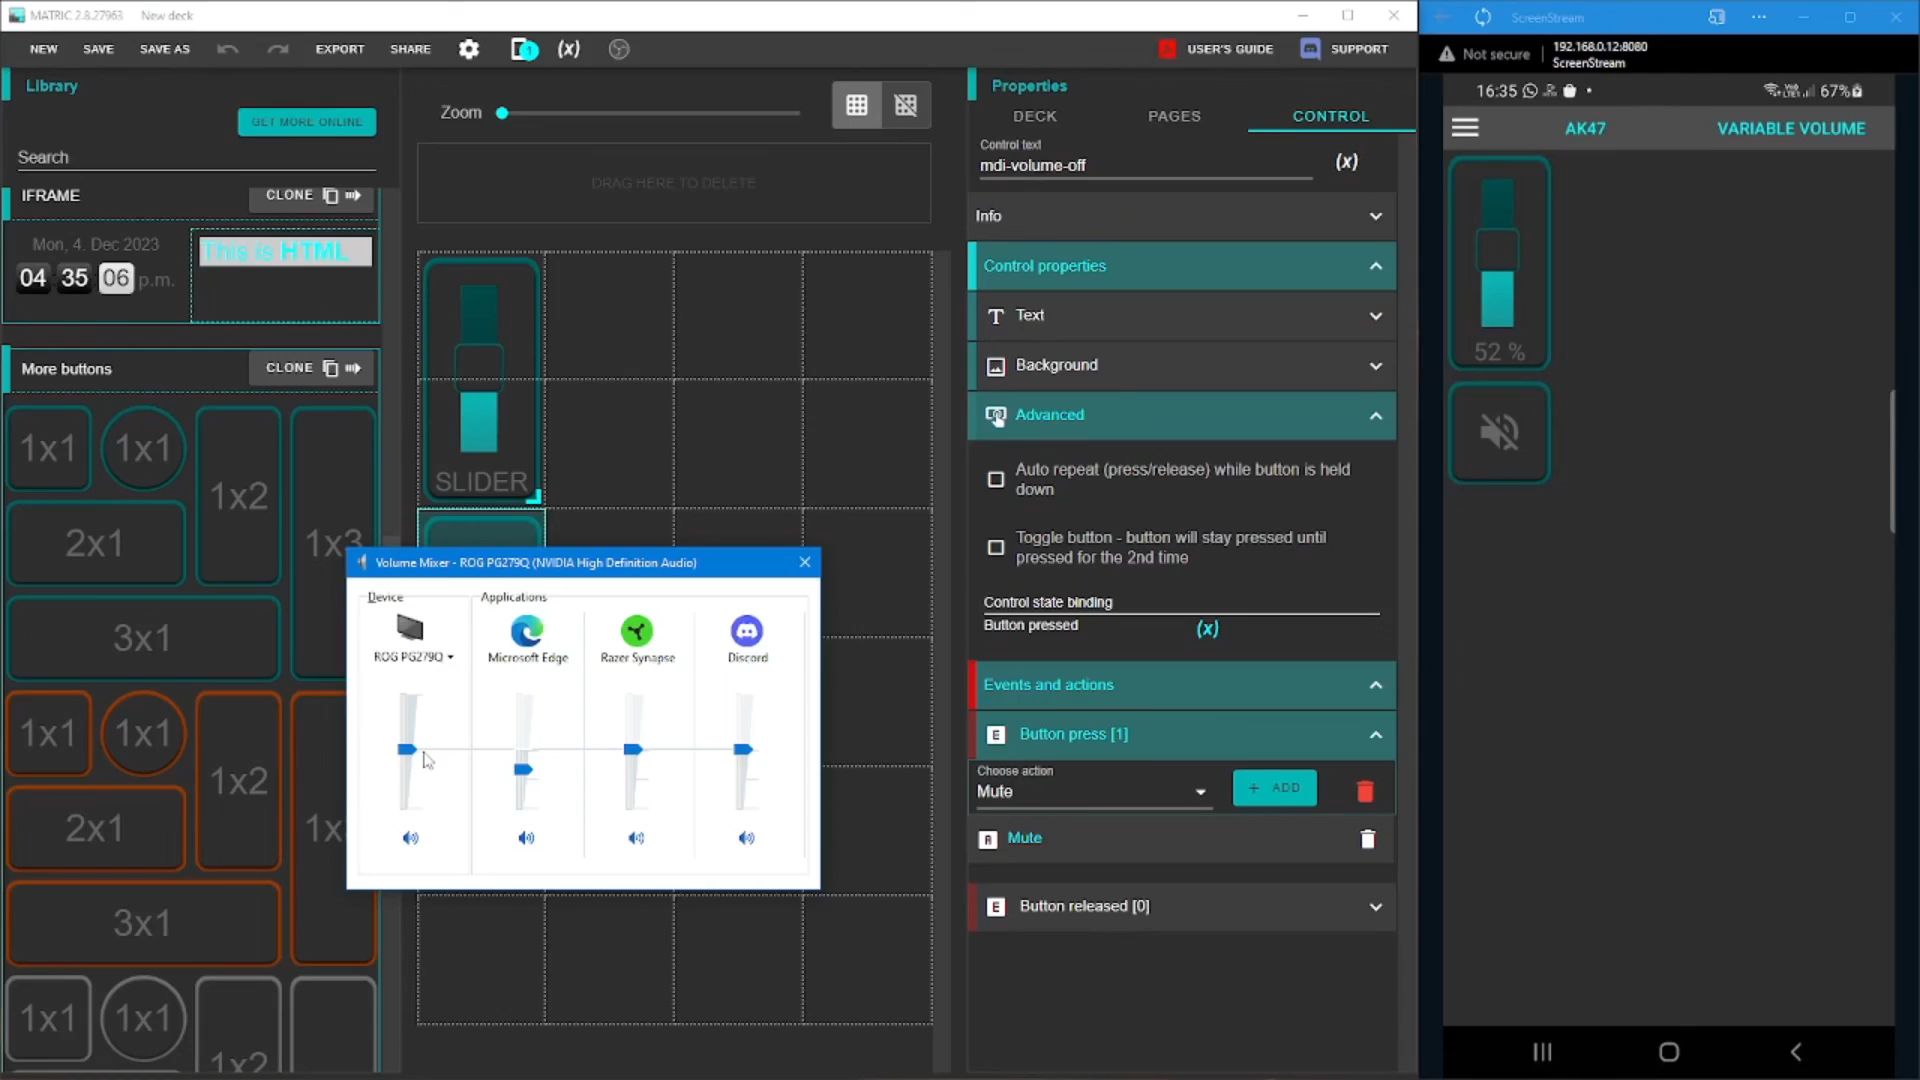 MATRIC 2.8.27963 New deck
NEW SAVE SAVE AS EXPORT SHARE 1 (x) USER'S GUIDE SUPPORT
Library
GET MORE ONLINE
Search
IFRAME CLONE
Mon, 4. Dec 2023
04 35 06 p.m.
This is HTML
More buttons CLONE
1x1 1x1 1x2 1x3
2x1
3x1
1x1 1x1 1x2 1x
2x1
3x1
1x1 1x1 1x2
Zoom
DRAG HERE TO DELETE
SLIDER
Volume Mixer - ROG PG279Q (NVIDIA High Definition Audio)
Device Applications
ROG PG279Q Microsoft Edge Razer Synapse Discord
Properties
DECK PAGES CONTROL
Control text
mdi-volume-off (x)
Info
Control properties
Text
Background
Advanced
Auto repeat (press/release) while button is held
down
Toggle button - button will stay pressed until
pressed for the 2nd time
Control state binding
Button pressed (x)
Events and actions
E Button press [1]
Choose action
Mute + ADD
A Mute
E Button released [0]
ScreenStream
Not secure 192.168.0.12:8080
ScreenStream
16:35 67%
AK47 VARIABLE VOLUME
52 %